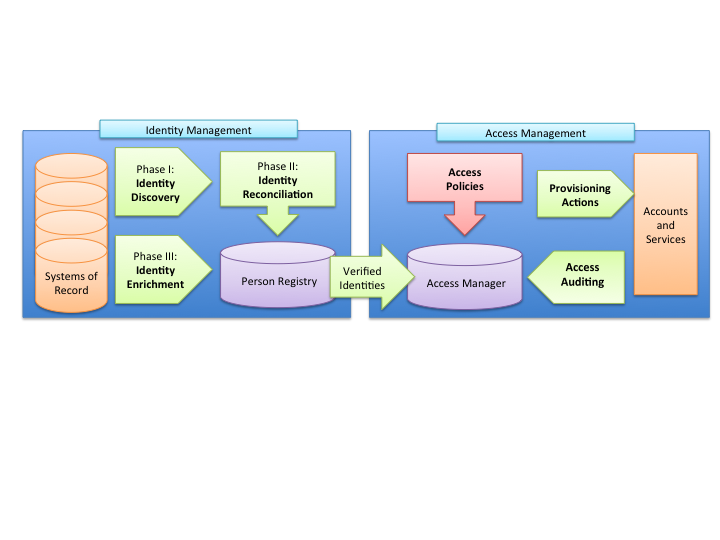 Identity Management
Phase I:
Identity
Discovery
Phase II:
Identity
Reconciliation
Systems of
Record
Phase III:
Identity
Enrichment
Person Registry
Verified
Identities
Access Management
Access
Policies
Provisioning
Actions
Accounts
and
Services
Access Manager
Access
Auditing